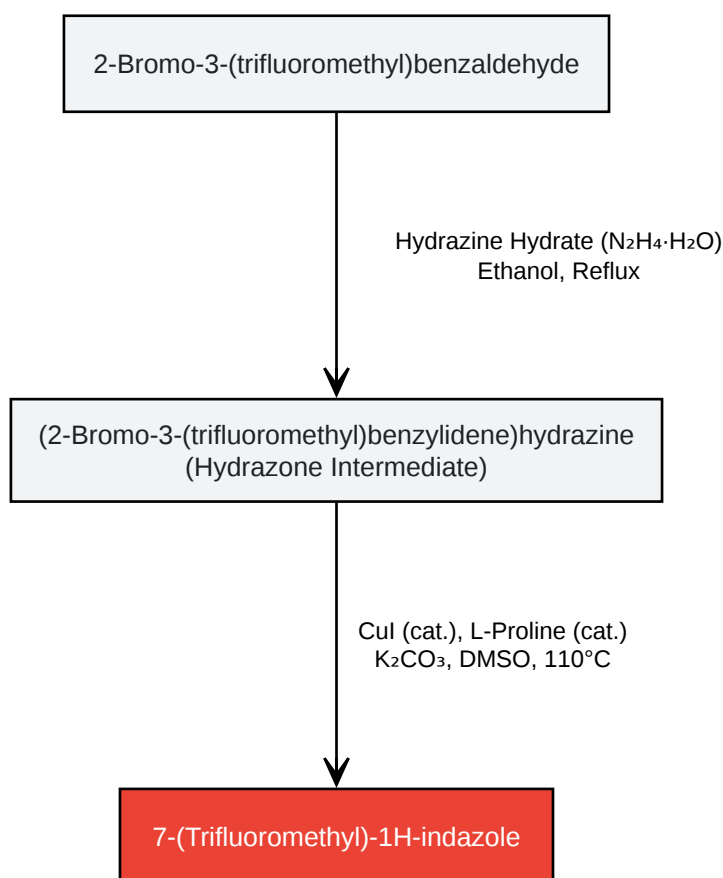 2-Bromo-3-(trifluoromethyl)benzaldehyde
Hydrazine Hydrate (N₂H₄·H₂O)
Ethanol, Reflux
(2-Bromo-3-(trifluoromethyl)benzylidene)hydrazine
(Hydrazone Intermediate)
CuI (cat.), L-Proline (cat.)
K₂CO₃, DMSO, 110°C
7-(Trifluoromethyl)-1H-indazole